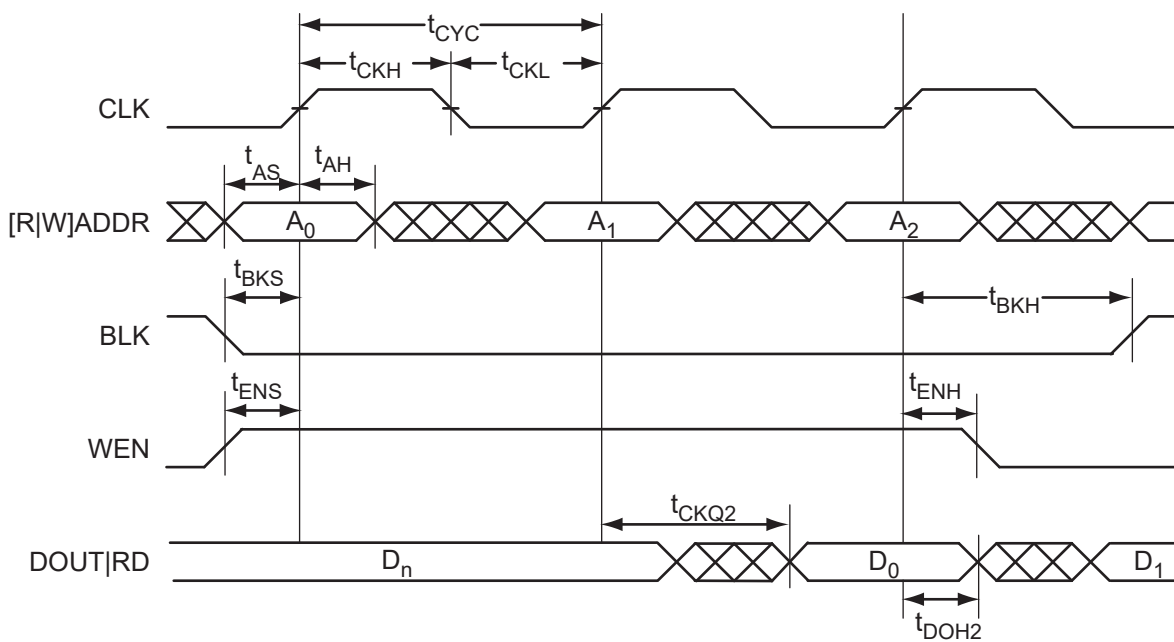 tCYC
tCKH tCKL
CLK
tAS tAH
[R|W]ADDR A0 A1 A2
tBKS tBKH
BLK
tENS tENH
WEN
tCKQ2
DOUT|RD Dn D0 D1
tDOH2